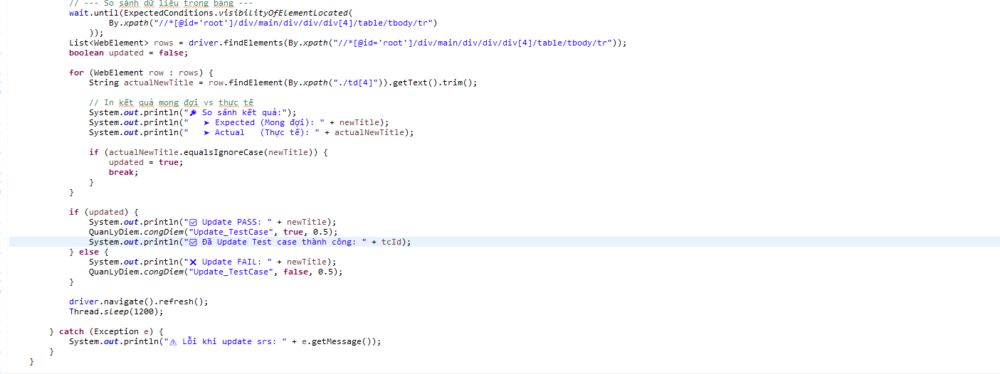 // --- So sánh dữ liệu trong bảng ---
wait.until(ExpectedConditions.visibilityOfElementLocated(
By.xpath("//*[@id='root']/div/main/div/div/div[4]/table/tbody/tr")
));
List<WebElement> rows = driver.findElements(By.xpath("//*[@id='root']/div/main/div/div/div[4]/table/tbody/tr"));
boolean updated = false;
for (WebElement row : rows) {
String actualNewTitle = row.findElement(By.xpath("./td[4]")).getText().trim();
// In kết quả mong đợi vs thực tế
System.out.println("🔎 So sánh kết quả:");
System.out.println("   ➤ Expected (Mong đợi): " + newTitle);
System.out.println("   ➤ Actual   (Thực tế): " + actualNewTitle);
if (actualNewTitle.equalsIgnoreCase(newTitle)) {
updated = true;
break;
}
}
if (updated) {
System.out.println("✅ Update PASS: " + newTitle);
QuanLyDiem.congDiem("Update_TestCase", true, 0.5);
System.out.println("✅ Đã Update Test case thành công: " + tcId);
} else {
System.out.println("❌ Update FAIL: " + newTitle);
QuanLyDiem.congDiem("Update_TestCase", false, 0.5);
}
driver.navigate().refresh();
Thread.sleep(1200);
} catch (Exception e) {
System.out.println("⚠️ Lỗi khi update srs: " + e.getMessage());
}
}